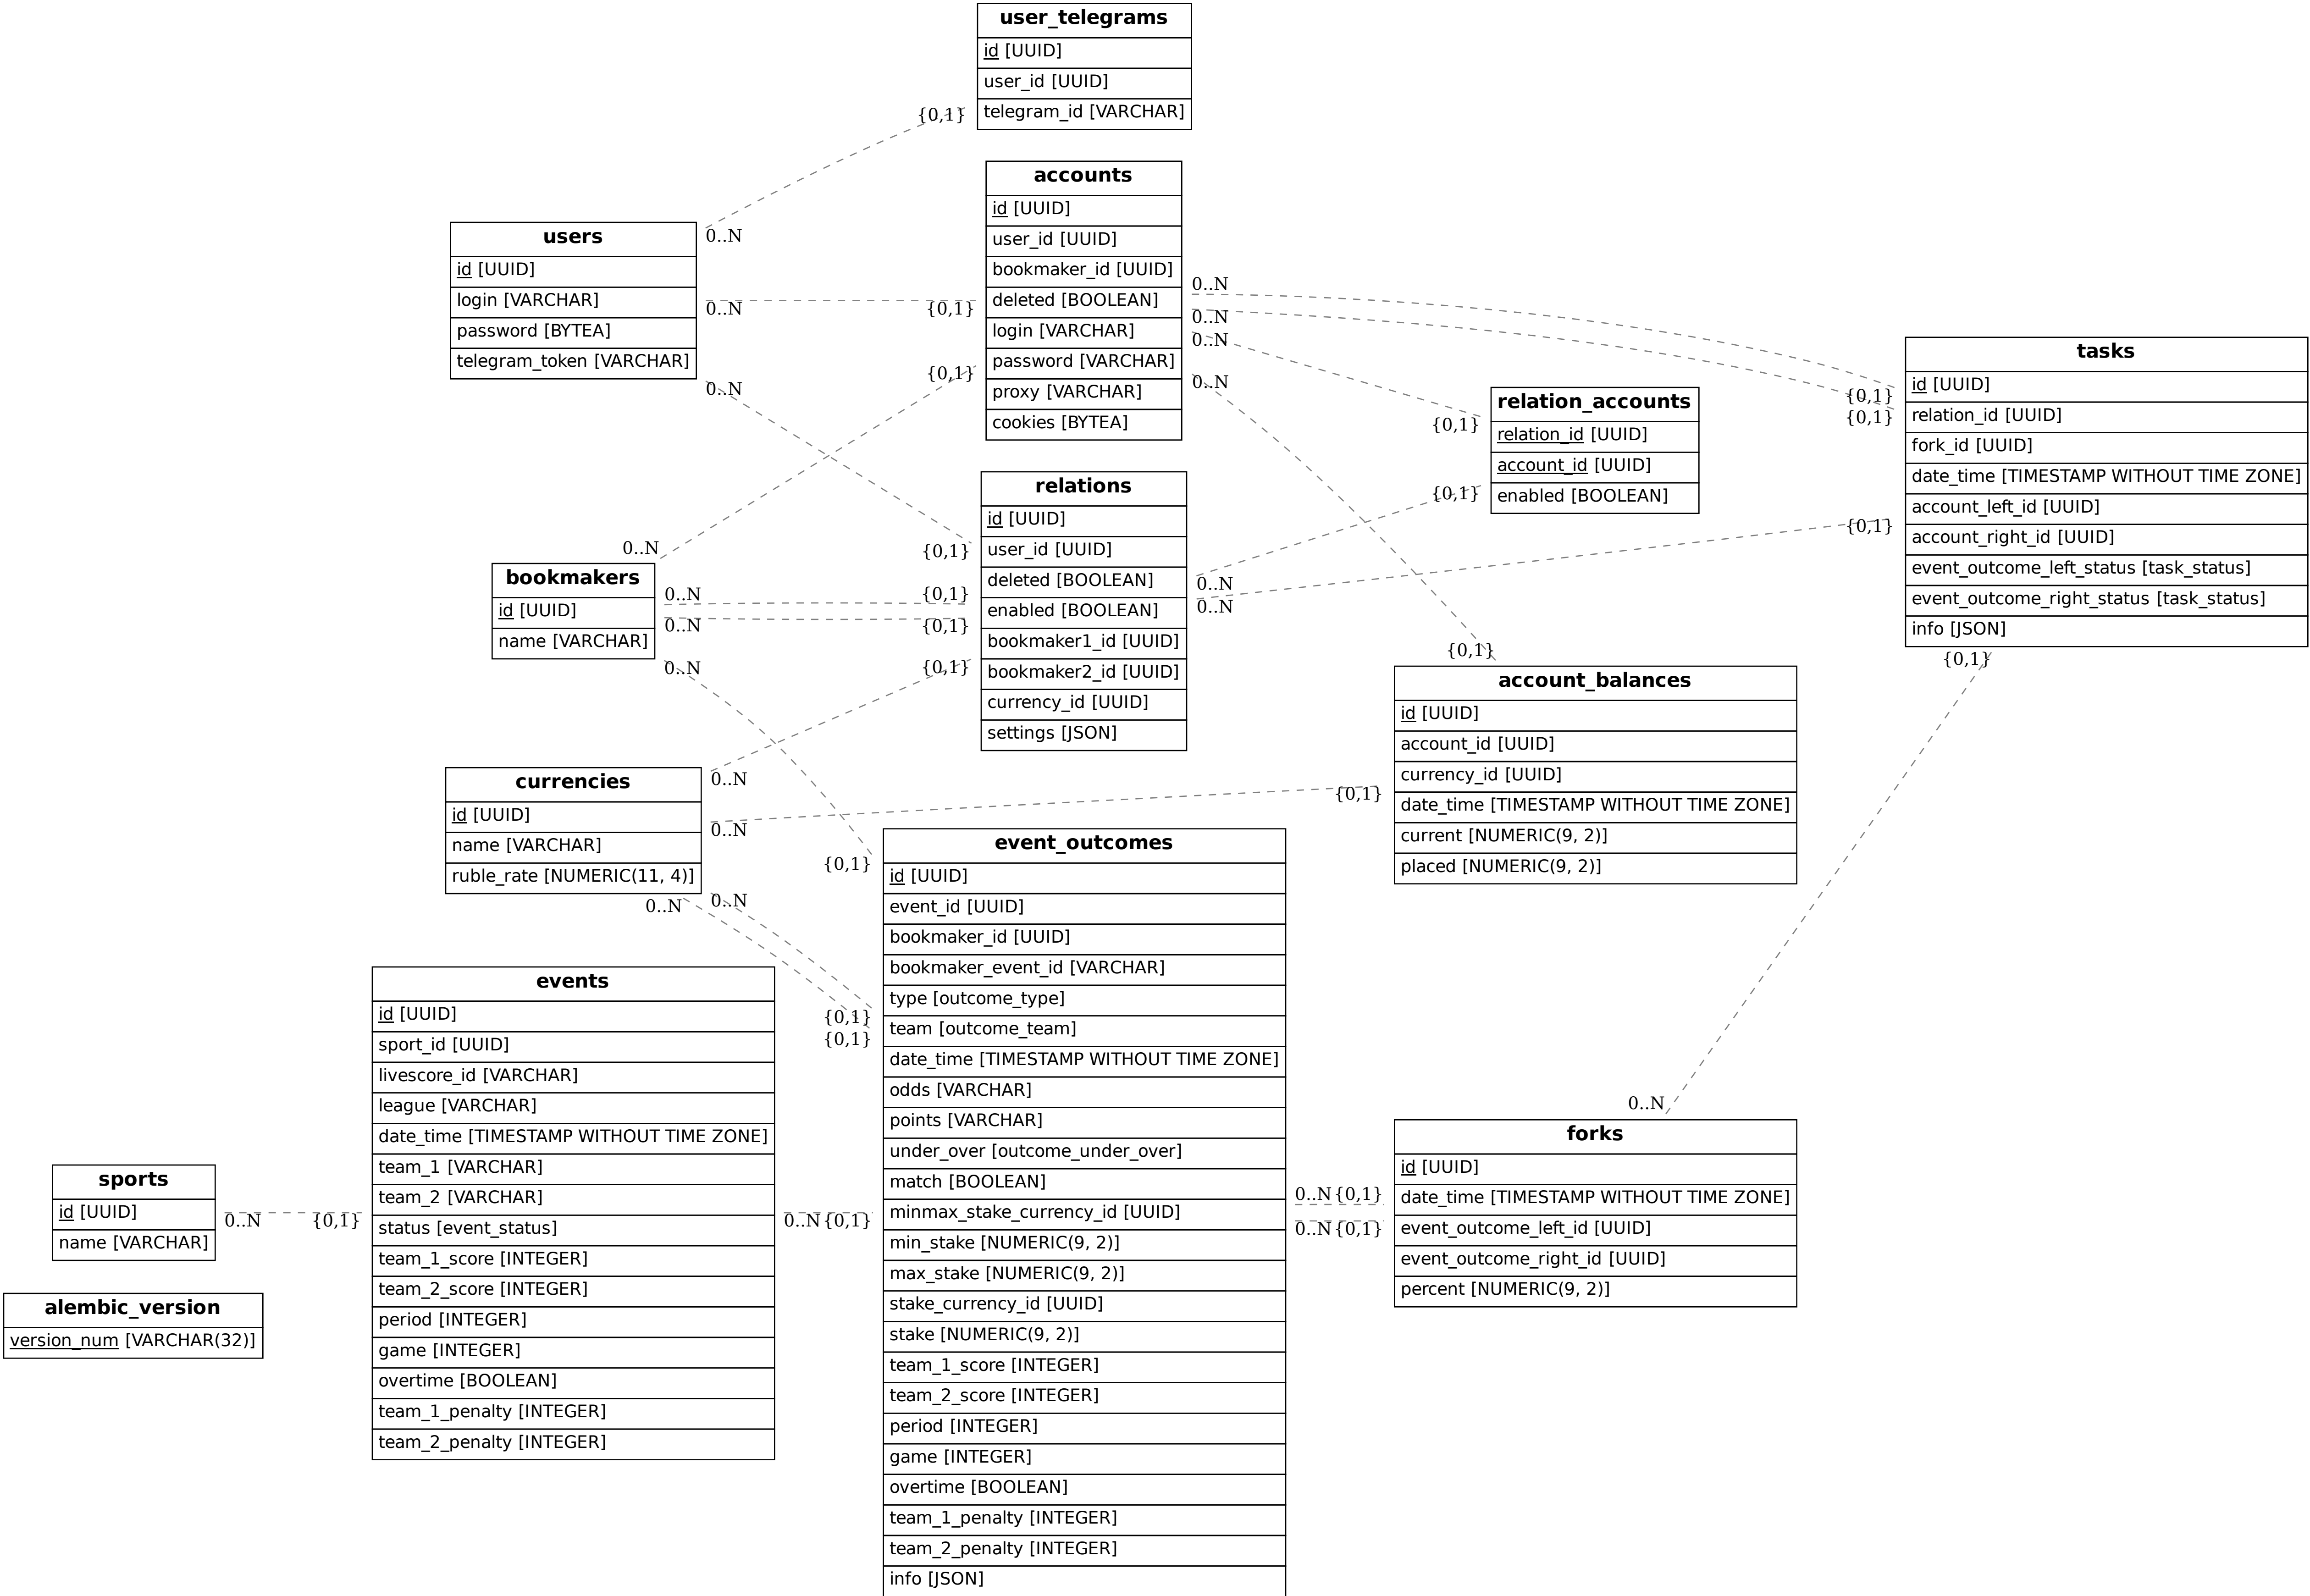 user_telegrams
id [UUID]
user_id [UUID]
telegram_id [VARCHAR]
{0,1}
0..N
accounts
id [UUID]
user_id [UUID]
bookmaker_id [UUID]
deleted [BOOLEAN]
login [VARCHAR]
password [VARCHAR]
proxy [VARCHAR]
cookies [BYTEA]
users
id [UUID]
login [VARCHAR]
password [BYTEA]
telegram_token [VARCHAR]
0..N
{0,1}
0..N
{0,1}
0..N
0..N
0..N
0..N
tasks
id [UUID]
relation_id [UUID]
fork_id [UUID]
date_time [TIMESTAMP WITHOUT TIME ZONE]
account_left_id [UUID]
account_right_id [UUID]
event_outcome_left_status [task_status]
event_outcome_right_status [task_status]
info [JSON]
{0,1}
{0,1}
{0,1}
{0,1}
relation_accounts
relation_id [UUID]
account_id [UUID]
enabled [BOOLEAN]
{0,1}
{0,1}
relations
id [UUID]
user_id [UUID]
deleted [BOOLEAN]
enabled [BOOLEAN]
bookmaker1_id [UUID]
bookmaker2_id [UUID]
currency_id [UUID]
settings [JSON]
{0,1}
{0,1}
{0,1}
{0,1}
0..N
0..N
0..N
bookmakers
id [UUID]
name [VARCHAR]
0..N
0..N
0..N
{0,1}
account_balances
id [UUID]
account_id [UUID]
currency_id [UUID]
date_time [TIMESTAMP WITHOUT TIME ZONE]
current [NUMERIC(9, 2)]
placed [NUMERIC(9, 2)]
{0,1}
currencies
id [UUID]
name [VARCHAR]
ruble_rate [NUMERIC(11, 4)]
0..N
0..N
0..N
0..N
event_outcomes
id [UUID]
event_id [UUID]
bookmaker_id [UUID]
bookmaker_event_id [VARCHAR]
type [outcome_type]
team [outcome_team]
date_time [TIMESTAMP WITHOUT TIME ZONE]
odds [VARCHAR]
points [VARCHAR]
under_over [outcome_under_over]
match [BOOLEAN]
minmax_stake_currency_id [UUID]
min_stake [NUMERIC(9, 2)]
max_stake [NUMERIC(9, 2)]
stake_currency_id [UUID]
stake [NUMERIC(9, 2)]
team_1_score [INTEGER]
team_2_score [INTEGER]
period [INTEGER]
game [INTEGER]
overtime [BOOLEAN]
team_1_penalty [INTEGER]
team_2_penalty [INTEGER]
info [JSON]
{0,1}
{0,1}
{0,1}
events
id [UUID]
sport_id [UUID]
livescore_id [VARCHAR]
league [VARCHAR]
date_time [TIMESTAMP WITHOUT TIME ZONE]
team_1 [VARCHAR]
team_2 [VARCHAR]
status [event_status]
team_1_score [INTEGER]
team_2_score [INTEGER]
period [INTEGER]
game [INTEGER]
overtime [BOOLEAN]
team_1_penalty [INTEGER]
team_2_penalty [INTEGER]
0..N {0,1}
0..N
forks
id [UUID]
date_time [TIMESTAMP WITHOUT TIME ZONE]
event_outcome_left_id [UUID]
event_outcome_right_id [UUID]
percent [NUMERIC(9, 2)]
0..N {0,1}
0..N {0,1}
sports
id [UUID]
name [VARCHAR]
0..N
{0,1}
alembic_version
version_num [VARCHAR(32)]